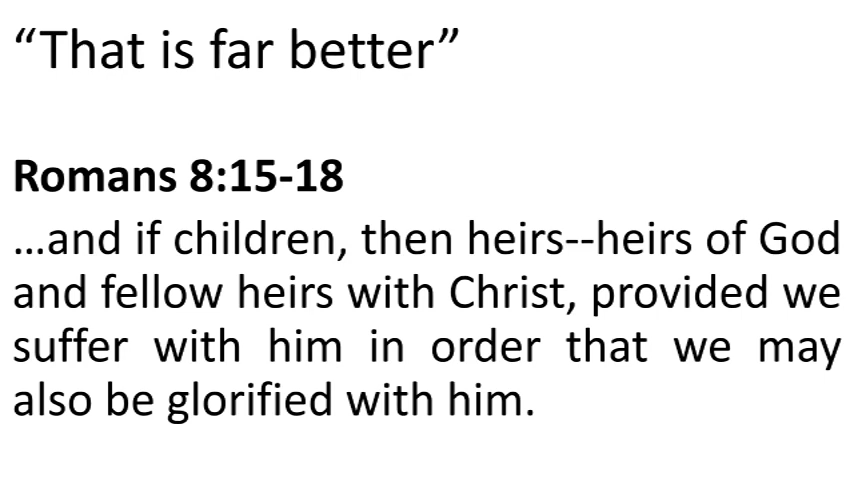 “That is far better”
Romans 8:15-18
…and if children, then heirs--heirs of God
and fellow heirs with Christ, provided we
suffer with him in order that we may
also be glorified with him.